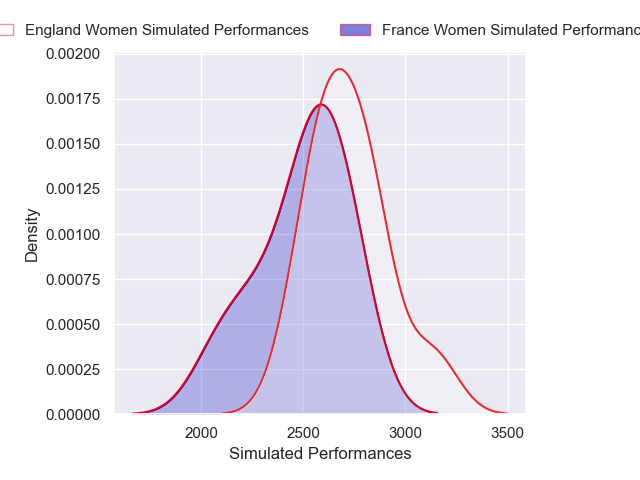 England Women Simulated Performances France Women Simulated Performanc
0.00200
0.00175
0.00150
0.00125
0.00100
0.00075
0.00050
0.00025
0.00000
Density
2000 2500 3000 3500
Simulated Performances